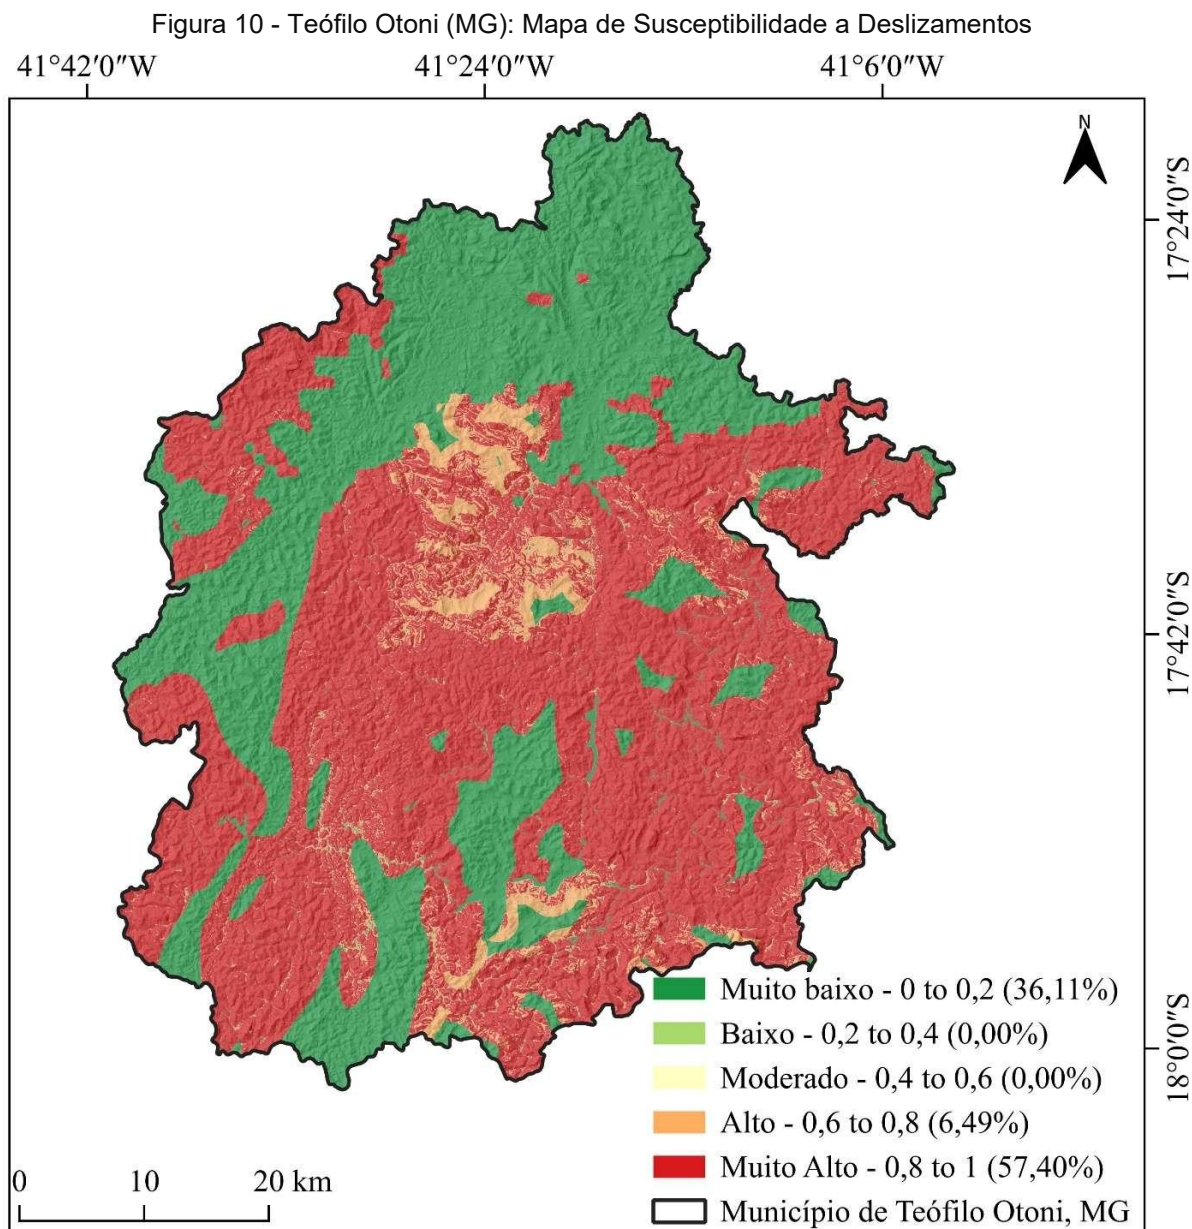 Figura 10 - Teófilo Otoni (MG): Mapa de Susceptibilidade a Deslizamentos
41°42'0"W
41°24'0"W
41°6'0"W
N
17°24'0"S
17°42'0"S
18°0'0"S
Muito baixo - 0 to 0,2 (36,11%)
Baixo - 0,2 to 0,4 (0,00%)
Moderado - 0,4 to 0,6 (0,00%)
Alto - 0,6 to 0,8 (6,49%)
Muito Alto - 0,8 to 1 (57,40%)
Município de Teófilo Otoni, MG
0 10 20 km